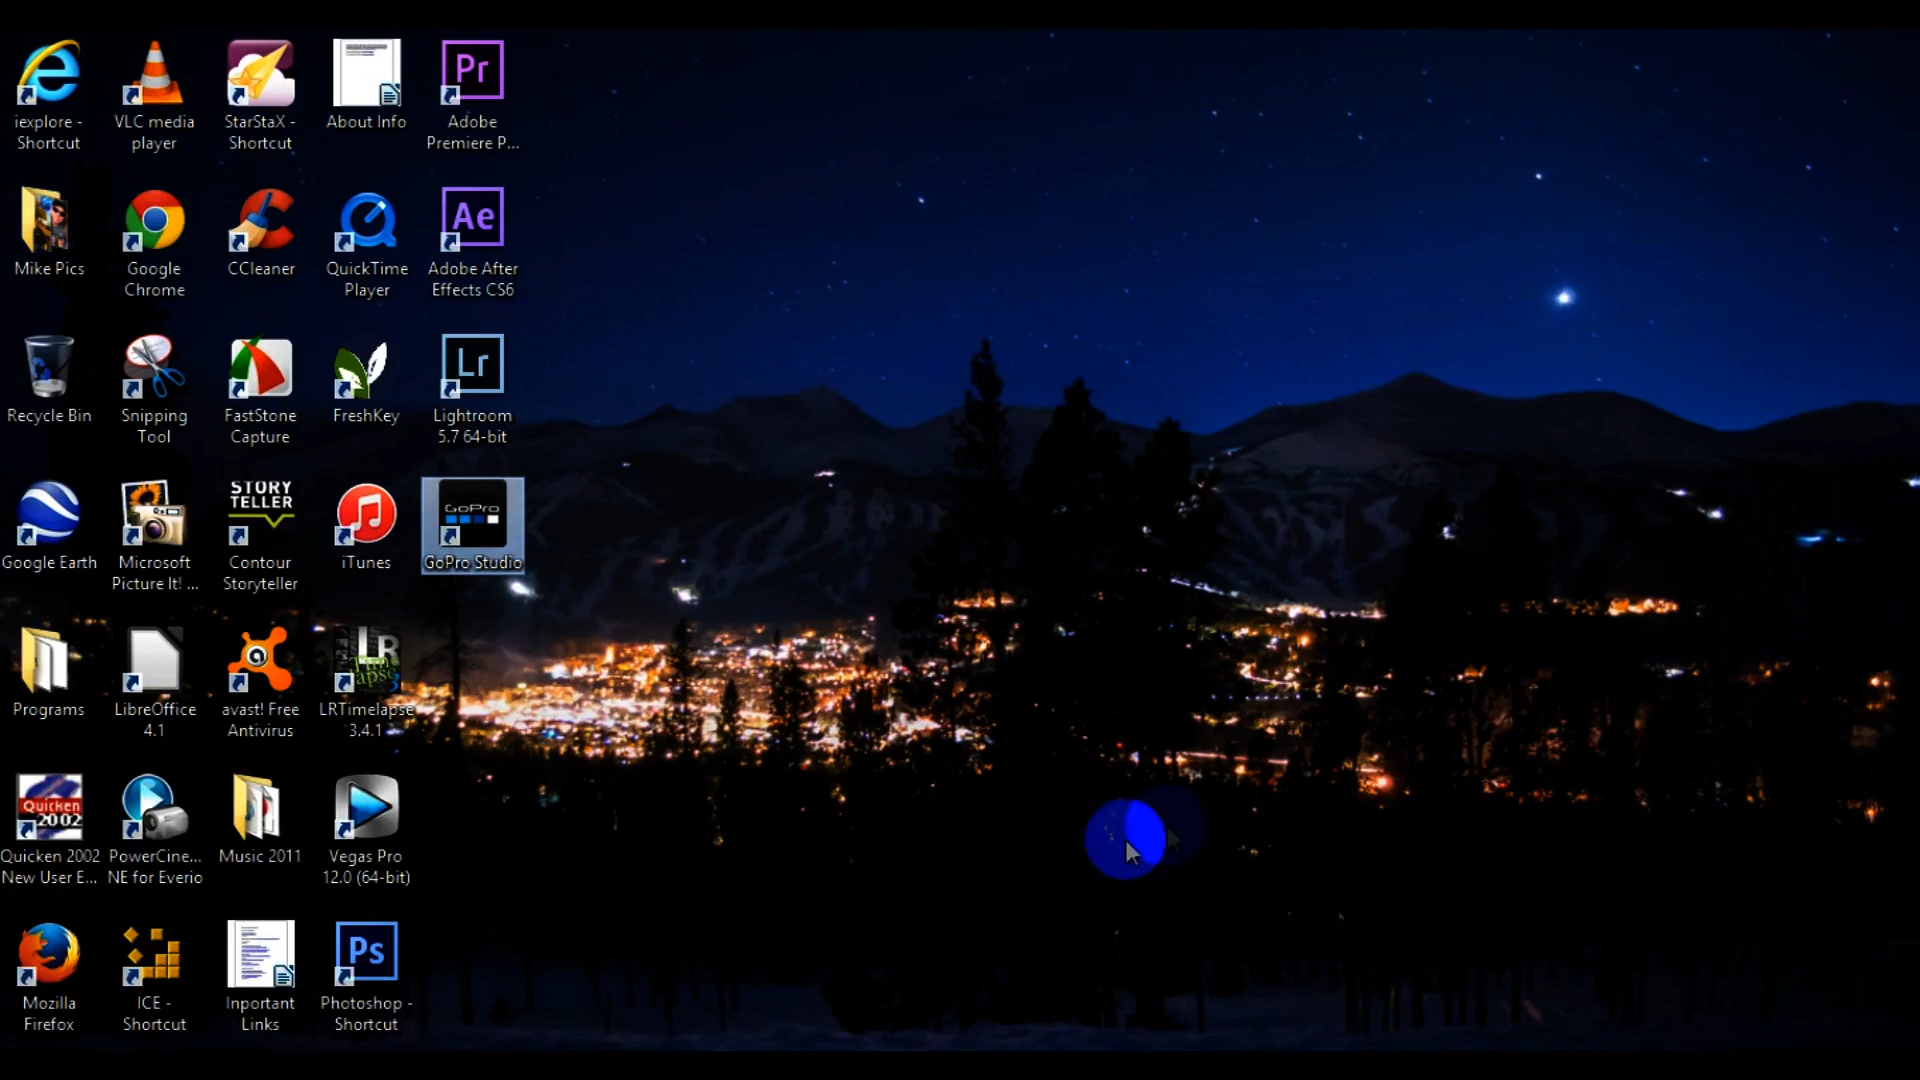 iexplore -
Shortcut
VLC media
player
StarStaX -
Shortcut
About Info
Pr
Adobe
Premiere P...
Mike Pics
Google
Chrome
CCleaner
QuickTime
Player
Ae
Adobe After
Effects CS6
Recycle Bin
Snipping
Tool
FastStone
Capture
FreshKey
Lr
Lightroom
5.7 64-bit
Google Earth
Microsoft
Picture It! ...
STORY
TELLER
Contour
Storyteller
iTunes
GoPro
GoPro Studio
Programs
LibreOffice
4.1
a
avast! Free
Antivirus
LR
Timelapse
3
LRTimelapse
3.4.1
Quicken
2002
Quicken 2002
New User E...
PowerCine...
NE for Everio
Music 2011
Vegas Pro
12.0 (64-bit)
Mozilla
Firefox
ICE -
Shortcut
Inportant
Links
Ps
Photoshop -
Shortcut